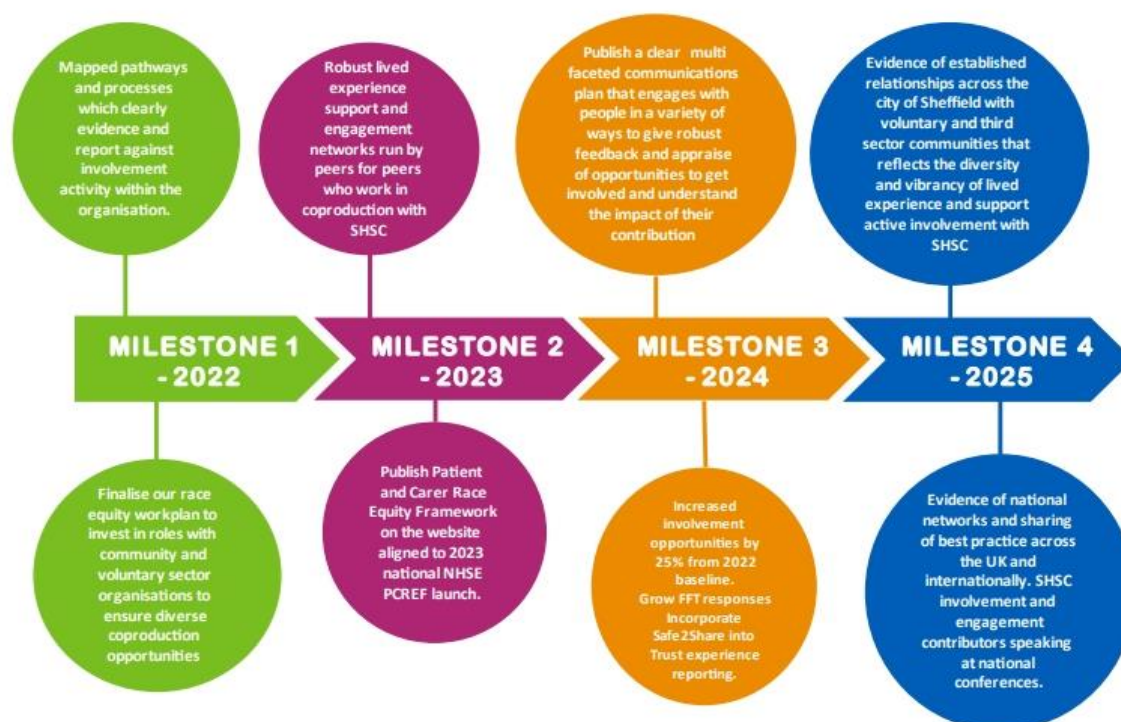 Mapped pathways
and processes
which clearly
evidence and
report against
involvement
activity within the
organisation.
Robust lived
experience
support and
engagement
networks run by
peers for peers
who work in
coproduction with
SHSC
Publish a clear multi
faceted communications
plan that engages with
people in a variety of
ways to give robust
feedback and appraise
of opportunities to get
involved and understand
the impact of their
contribution
Evidence of established
relationships across the
city of Sheffield with
voluntary and third
sector communities that
reflects the diversity
and vibrancy of lived
experience and support
active involvement with
SHSC
MILESTONE 1
- 2022
MILESTONE 2
- 2023
MILESTONE 3
- 2024
MILESTONE 4
- 2025
Finalise our race
equity workplan to
invest in roles with
community and
voluntary sector
organisations to
ensure diverse
coproduction
opportunities
Publish Patient
and Carer Race
Equity Framework
on the website
aligned to 2023
national NHSE
PCREF launch.
Increased
involvement
opportunities by
25% from 2022
baseline.
Grow FFT responses
Incorporate
Safe2Share into
Trust experience
reporting.
Evidence of national
networks and sharing
of best practice across
the UK and
internationally. SHSC
involvement and
engagement
contributors speaking
at national
conferences.